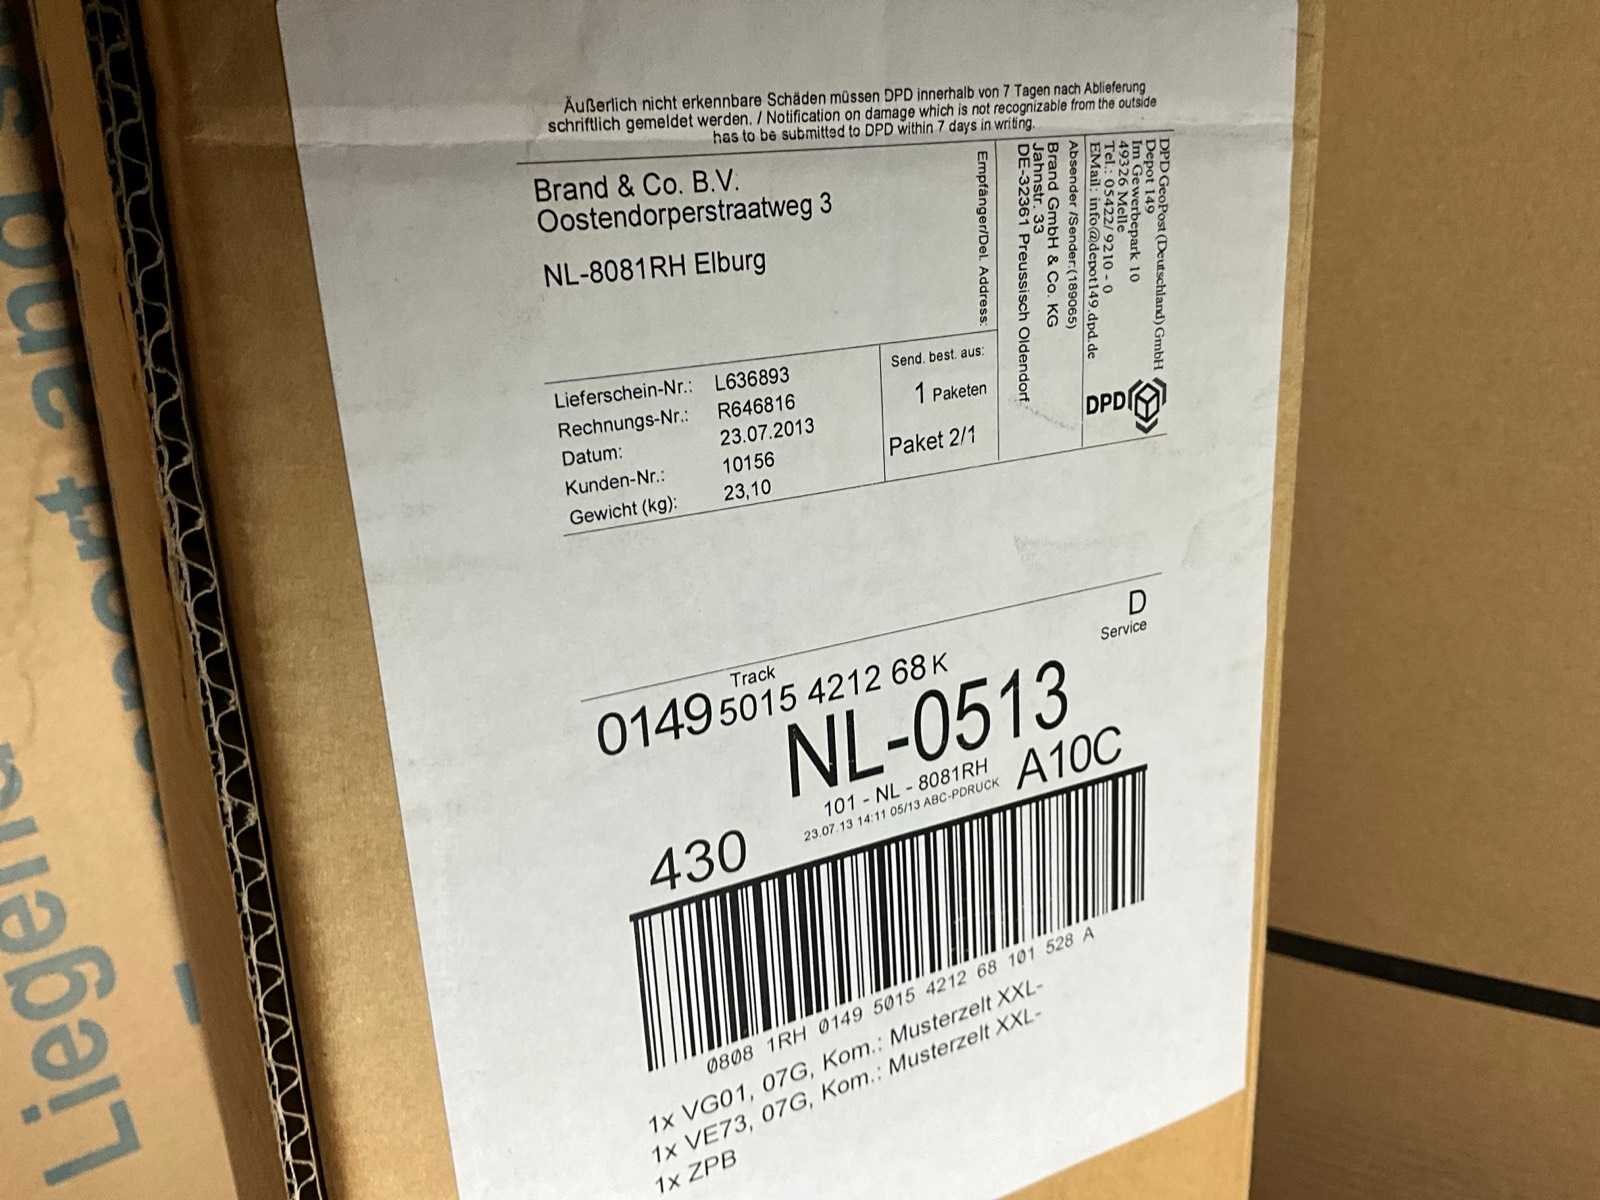 Äußerlich nicht erkennbare Schäden müssen DPD innerhalb von 7 Tagen nach Ablieferung
schriftlich gemeldet werden. / Notification on damage which is not recognizable from the outside
has to be submitted to DPD within 7 days in writing.
Brand & Co. B.V.
Oostendorperstraatweg 3
NL-8081RH Elburg
Empfänger/Del. Address:
DPD GeoPost (Deutschland) GmbH
Depot 149
Im Gewerbepark 10
49326 Melle
Tel.: 05422/ 9210 - 0
EMail: info@depot149.dpd.de
Absender /Sender:(189065)
Brand GmbH & Co. KG
Jahnstr. 33
DE-32361 Preussisch Oldendorf
DPD
Lieferschein-Nr.: L636893
Rechnungs-Nr.: R646816
Datum: 23.07.2013
Kunden-Nr.: 10156
Gewicht (kg): 23,10
Send. best. aus:
1 Paketen
Paket 2/1
D
Service
Track
0149 5015 4212 68 K
NL-0513
101 - NL - 8081RH
A10C
23.07.13 14:11 05/13 ABC-PDRUCK
430
0808 1RH 0149 5015 4212 68 101 528 A
1x VG01, 07G, Kom.: Musterzelt XXL-
1x VE73, 07G, Kom.: Musterzelt XXL-
1x ZPB